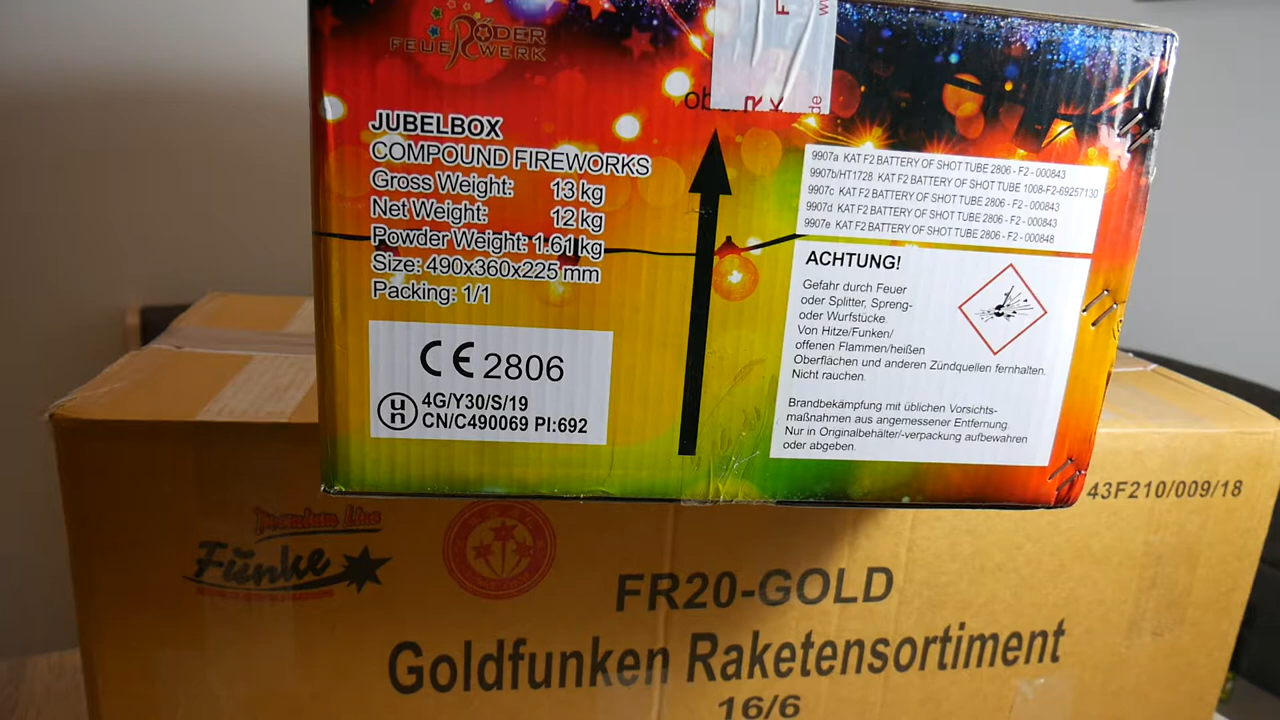 RÖDER
FEUERWERK
JUBELBOX
COMPOUND FIREWORKS
Gross Weight: 13 kg
Net Weight: 12 kg
Powder Weight: 1.61 kg
Size: 490x360x225 mm
Packing: 1/1
CE 2806
4G/Y30/S/19
CN/C490069 PI:692
de
9907a KAT F2 BATTERY OF SHOT TUBE 2806 - F2 - 000843
9907b/HT1728 KAT F2 BATTERY OF SHOT TUBE 1008-F2-69257130
9907c KAT F2 BATTERY OF SHOT TUBE 2806 - F2 - 000843
9907d KAT F2 BATTERY OF SHOT TUBE 2806 - F2 - 000843
9907e KAT F2 BATTERY OF SHOT TUBE 2806 - F2 - 000848
ACHTUNG!
Gefahr durch Feuer
oder Splitter, Spreng-
oder Wurfstücke.
Von Hitze/Funken/
offenen Flammen/heißen
Oberflächen und anderen Zündquellen fernhalten.
Nicht rauchen.
Brandbekämpfung mit üblichen Vorsichts-
maßnahmen aus angemessener Entfernung.
Nur in Originalbehälter/-verpackung aufbewahren
oder abgeben.
43F210/009/18
Premium Line
Funke
FR20-GOLD
Goldfunken Raketensortiment
16/6